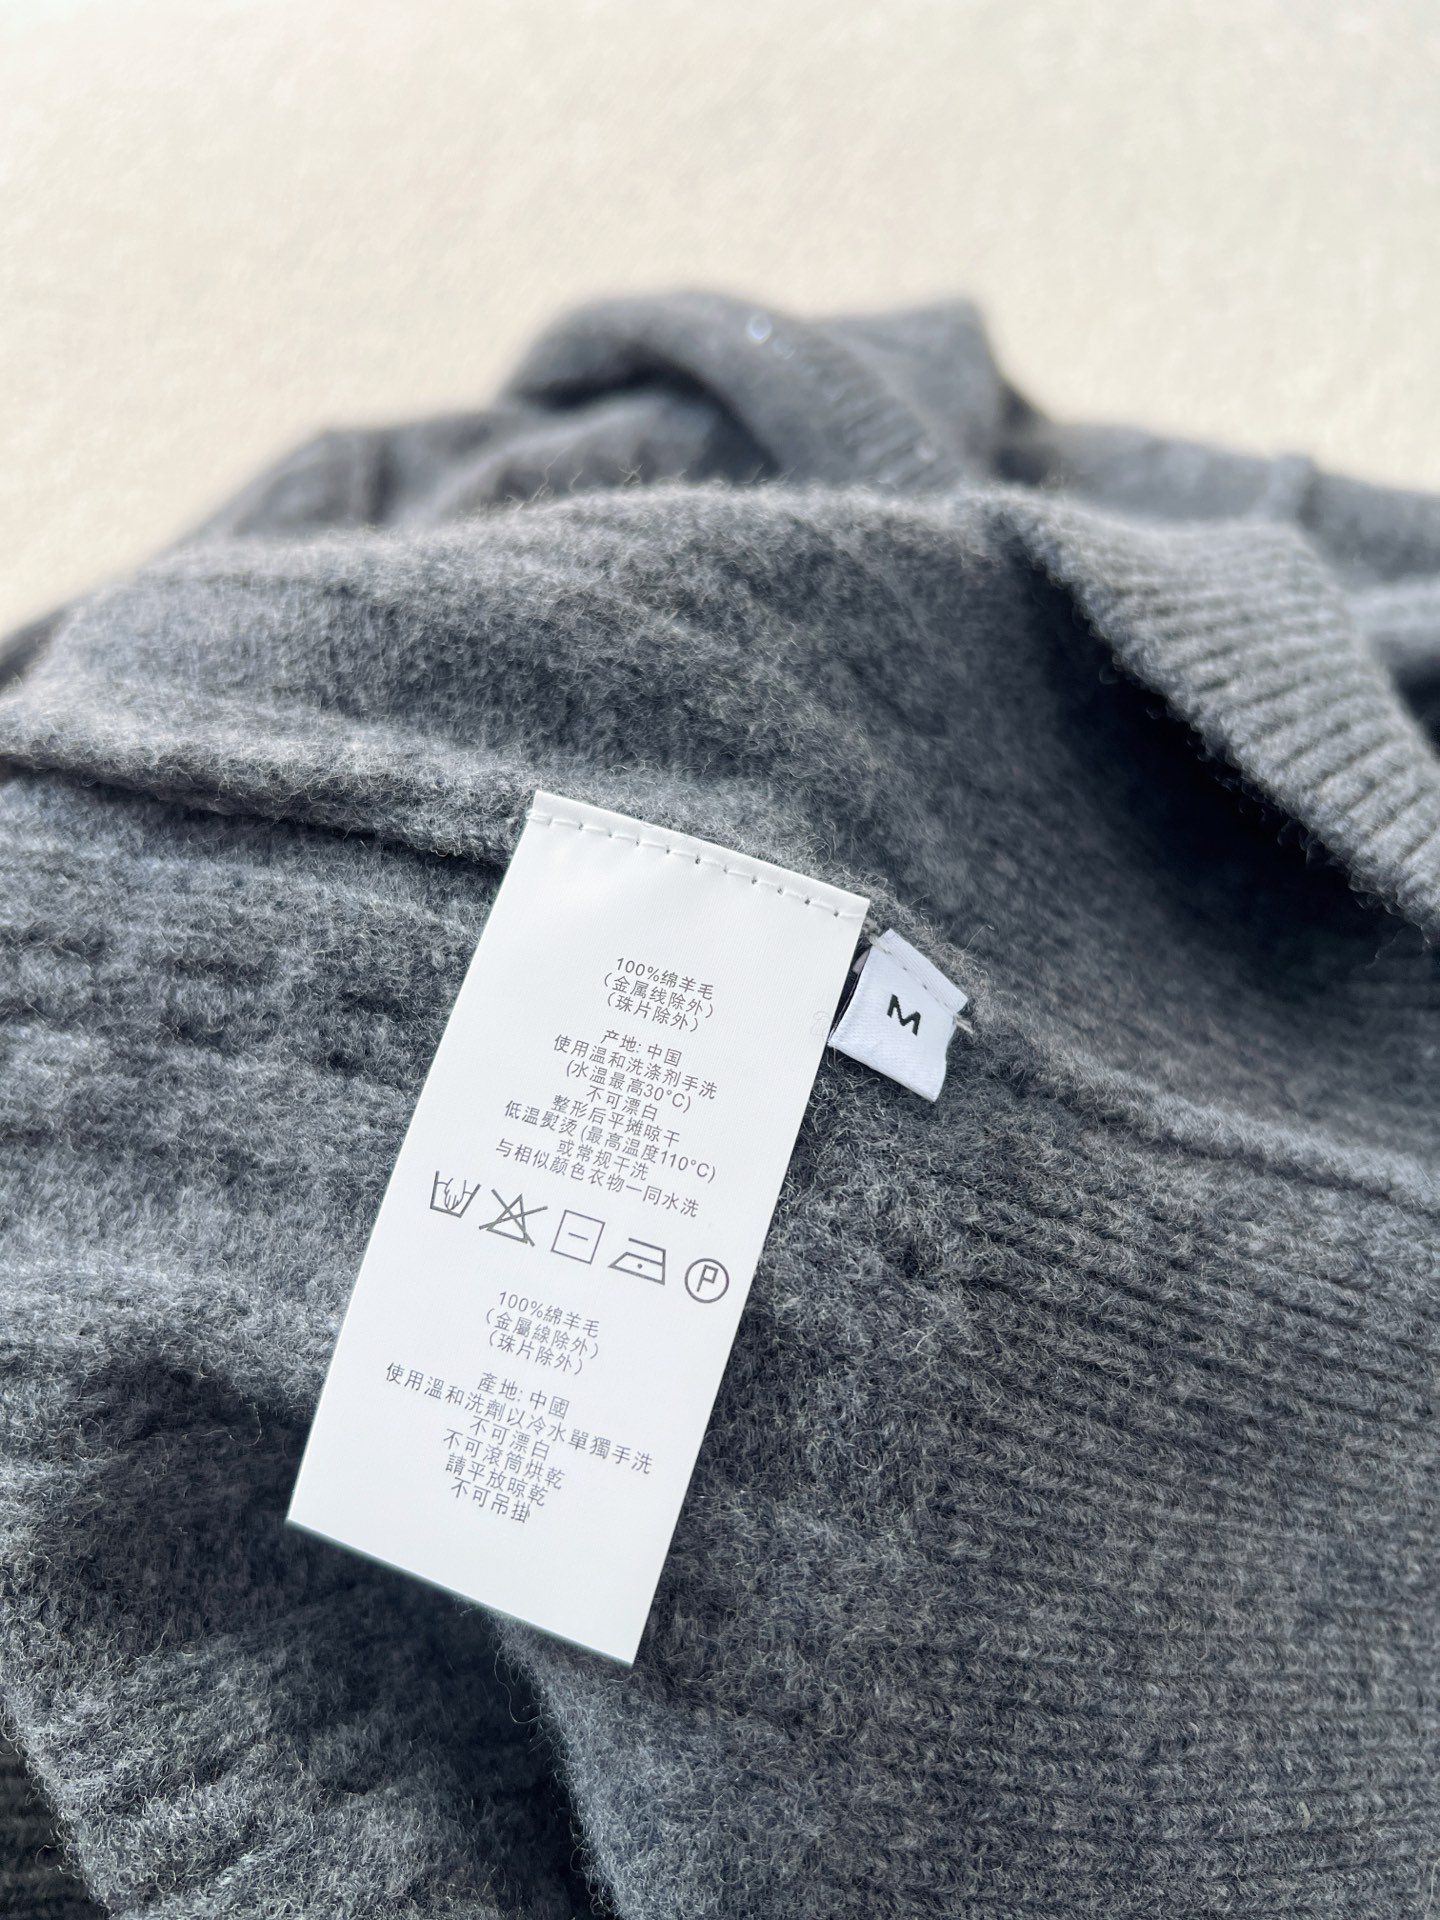 100%绵羊毛
(金属线除外)
(珠片除外)
产地: 中国
使用温和洗涤剂手洗
(水温最高30°C)
不可漂白
整形后平摊晾干
低温熨烫(最高温度110°C)
或常规干洗
与相似颜色衣物一同水洗
P
100%綿羊毛
(金屬線除外)
(珠片除外)
產地: 中國
使用溫和洗劑以冷水單獨手洗
不可漂白
不可滾筒烘乾
請平放晾乾
不可吊掛
M